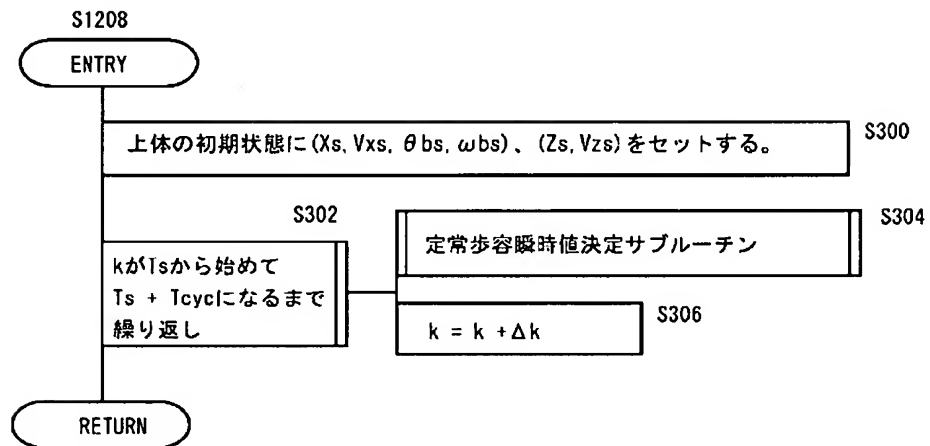 S1208
ENTRY
上体の初期状態に(Xs, Vxs, θbs, ωbs)、(Zs, Vzs)をセットする。
S300
S302
kがTsから始めて
Ts + Tcycになるまで
繰り返し
定常歩容瞬時値決定サブルーチン
S304
k = k +Δk
S306
RETURN